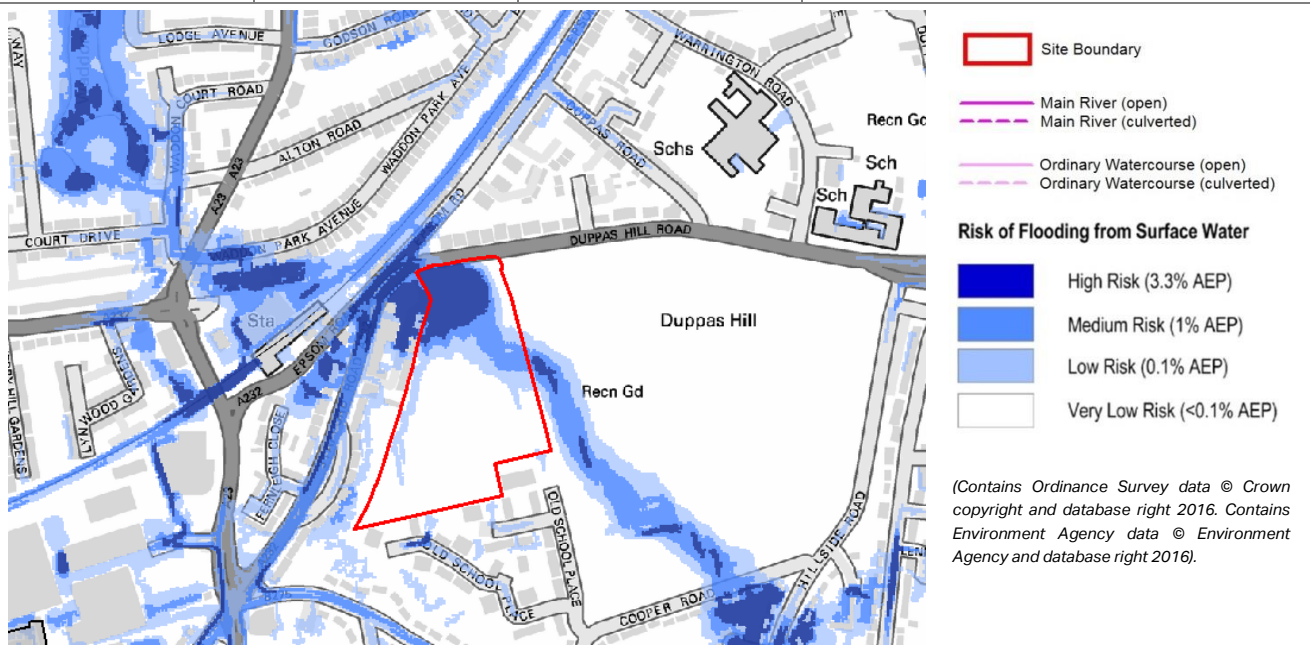 LODGE AVENUE
GODSON ROAD
WAY
COURT ROAD
ALTON ROAD
WADDON PARK AVE
A23
A23
COURT DRIVE
WADDON PARK AVENUE
WARRINGTON ROAD
DUPPAS ROAD
Schs
Recn Gd
Sch
Sch
DUPPAS HILL ROAD
Sta
Duppas Hill
Recn Gd
EPSOM
A232
FERNLEIGH CLOSE
OLD SCHOOL PLACE
OLD SCHOOL PLACE
COOPER ROAD
HILLSIDE ROAD
LEN
Site Boundary
Main River (open)
Main River (culverted)
Ordinary Watercourse (open)
Ordinary Watercourse (culverted)
Risk of Flooding from Surface Water
High Risk (3.3% AEP)
Medium Risk (1% AEP)
Low Risk (0.1% AEP)
Very Low Risk (<0.1% AEP)
(Contains Ordinance Survey data © Crown
copyright and database right 2016. Contains
Environment Agency data © Environment
Agency and database right 2016).